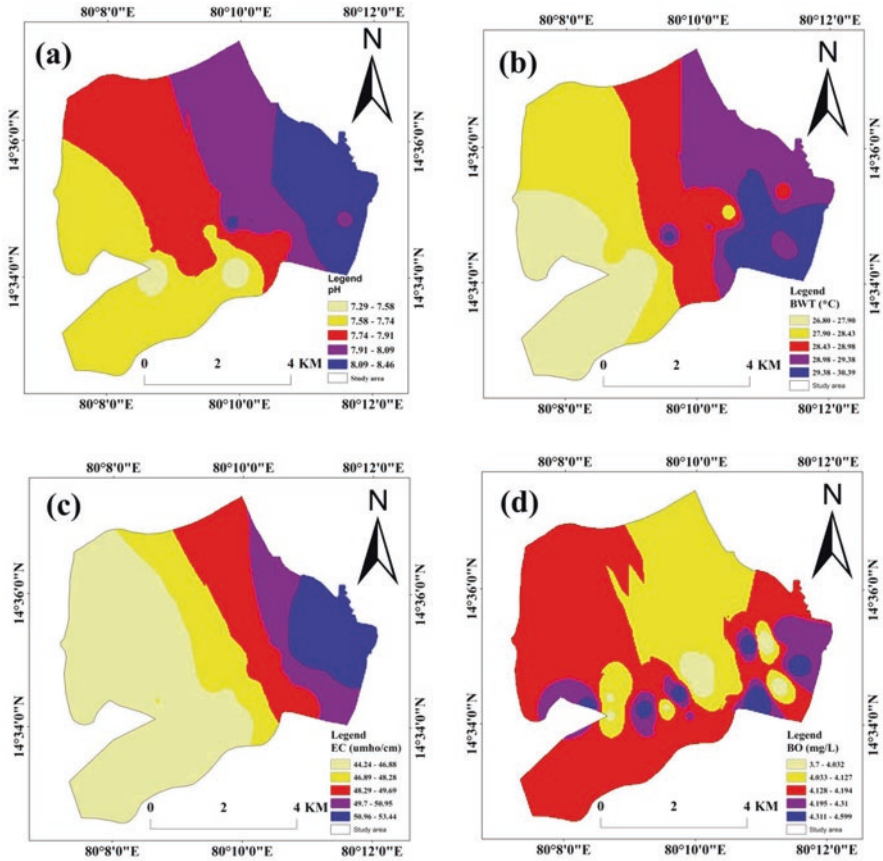 80°8'0"E 80°10'0"E 80°12'0"E
(a)
N
14°36'0"N 14°36'0"N
14°34'0"N 14°34'0"N
Legend
pH
7.29 - 7.58
7.58 - 7.74
7.74 - 7.91
7.91 - 8.09
8.09 - 8.46
Study area
0 2 4 KM
80°8'0"E 80°10'0"E 80°12'0"E
80°8'0"E 80°10'0"E 80°12'0"E
(b)
N
14°36'0"N 14°36'0"N
14°34'0"N 14°34'0"N
Legend
BWT (°C)
26.80 - 27.90
27.90 - 28.43
28.43 - 28.98
28.98 - 29.38
29.38 - 30.39
Study area
0 2 4 KM
80°8'0"E 80°10'0"E 80°12'0"E
80°8'0"E 80°10'0"E 80°12'0"E
(c)
N
14°36'0"N 14°36'0"N
14°34'0"N 14°34'0"N
Legend
EC (umho/cm)
44.24 - 46.88
46.89 - 48.28
48.29 - 49.69
49.7 - 50.95
50.96 - 53.44
Study area
0 2 4 KM
80°8'0"E 80°10'0"E 80°12'0"E
80°8'0"E 80°10'0"E 80°12'0"E
(d)
N
14°36'0"N 14°36'0"N
14°34'0"N 14°34'0"N
Legend
BO (mg/L)
3.7 - 4.032
4.033 - 4.127
4.128 - 4.194
4.195 - 4.31
4.311 - 4.599
Study area
0 2 4 KM
80°8'0"E 80°10'0"E 80°12'0"E